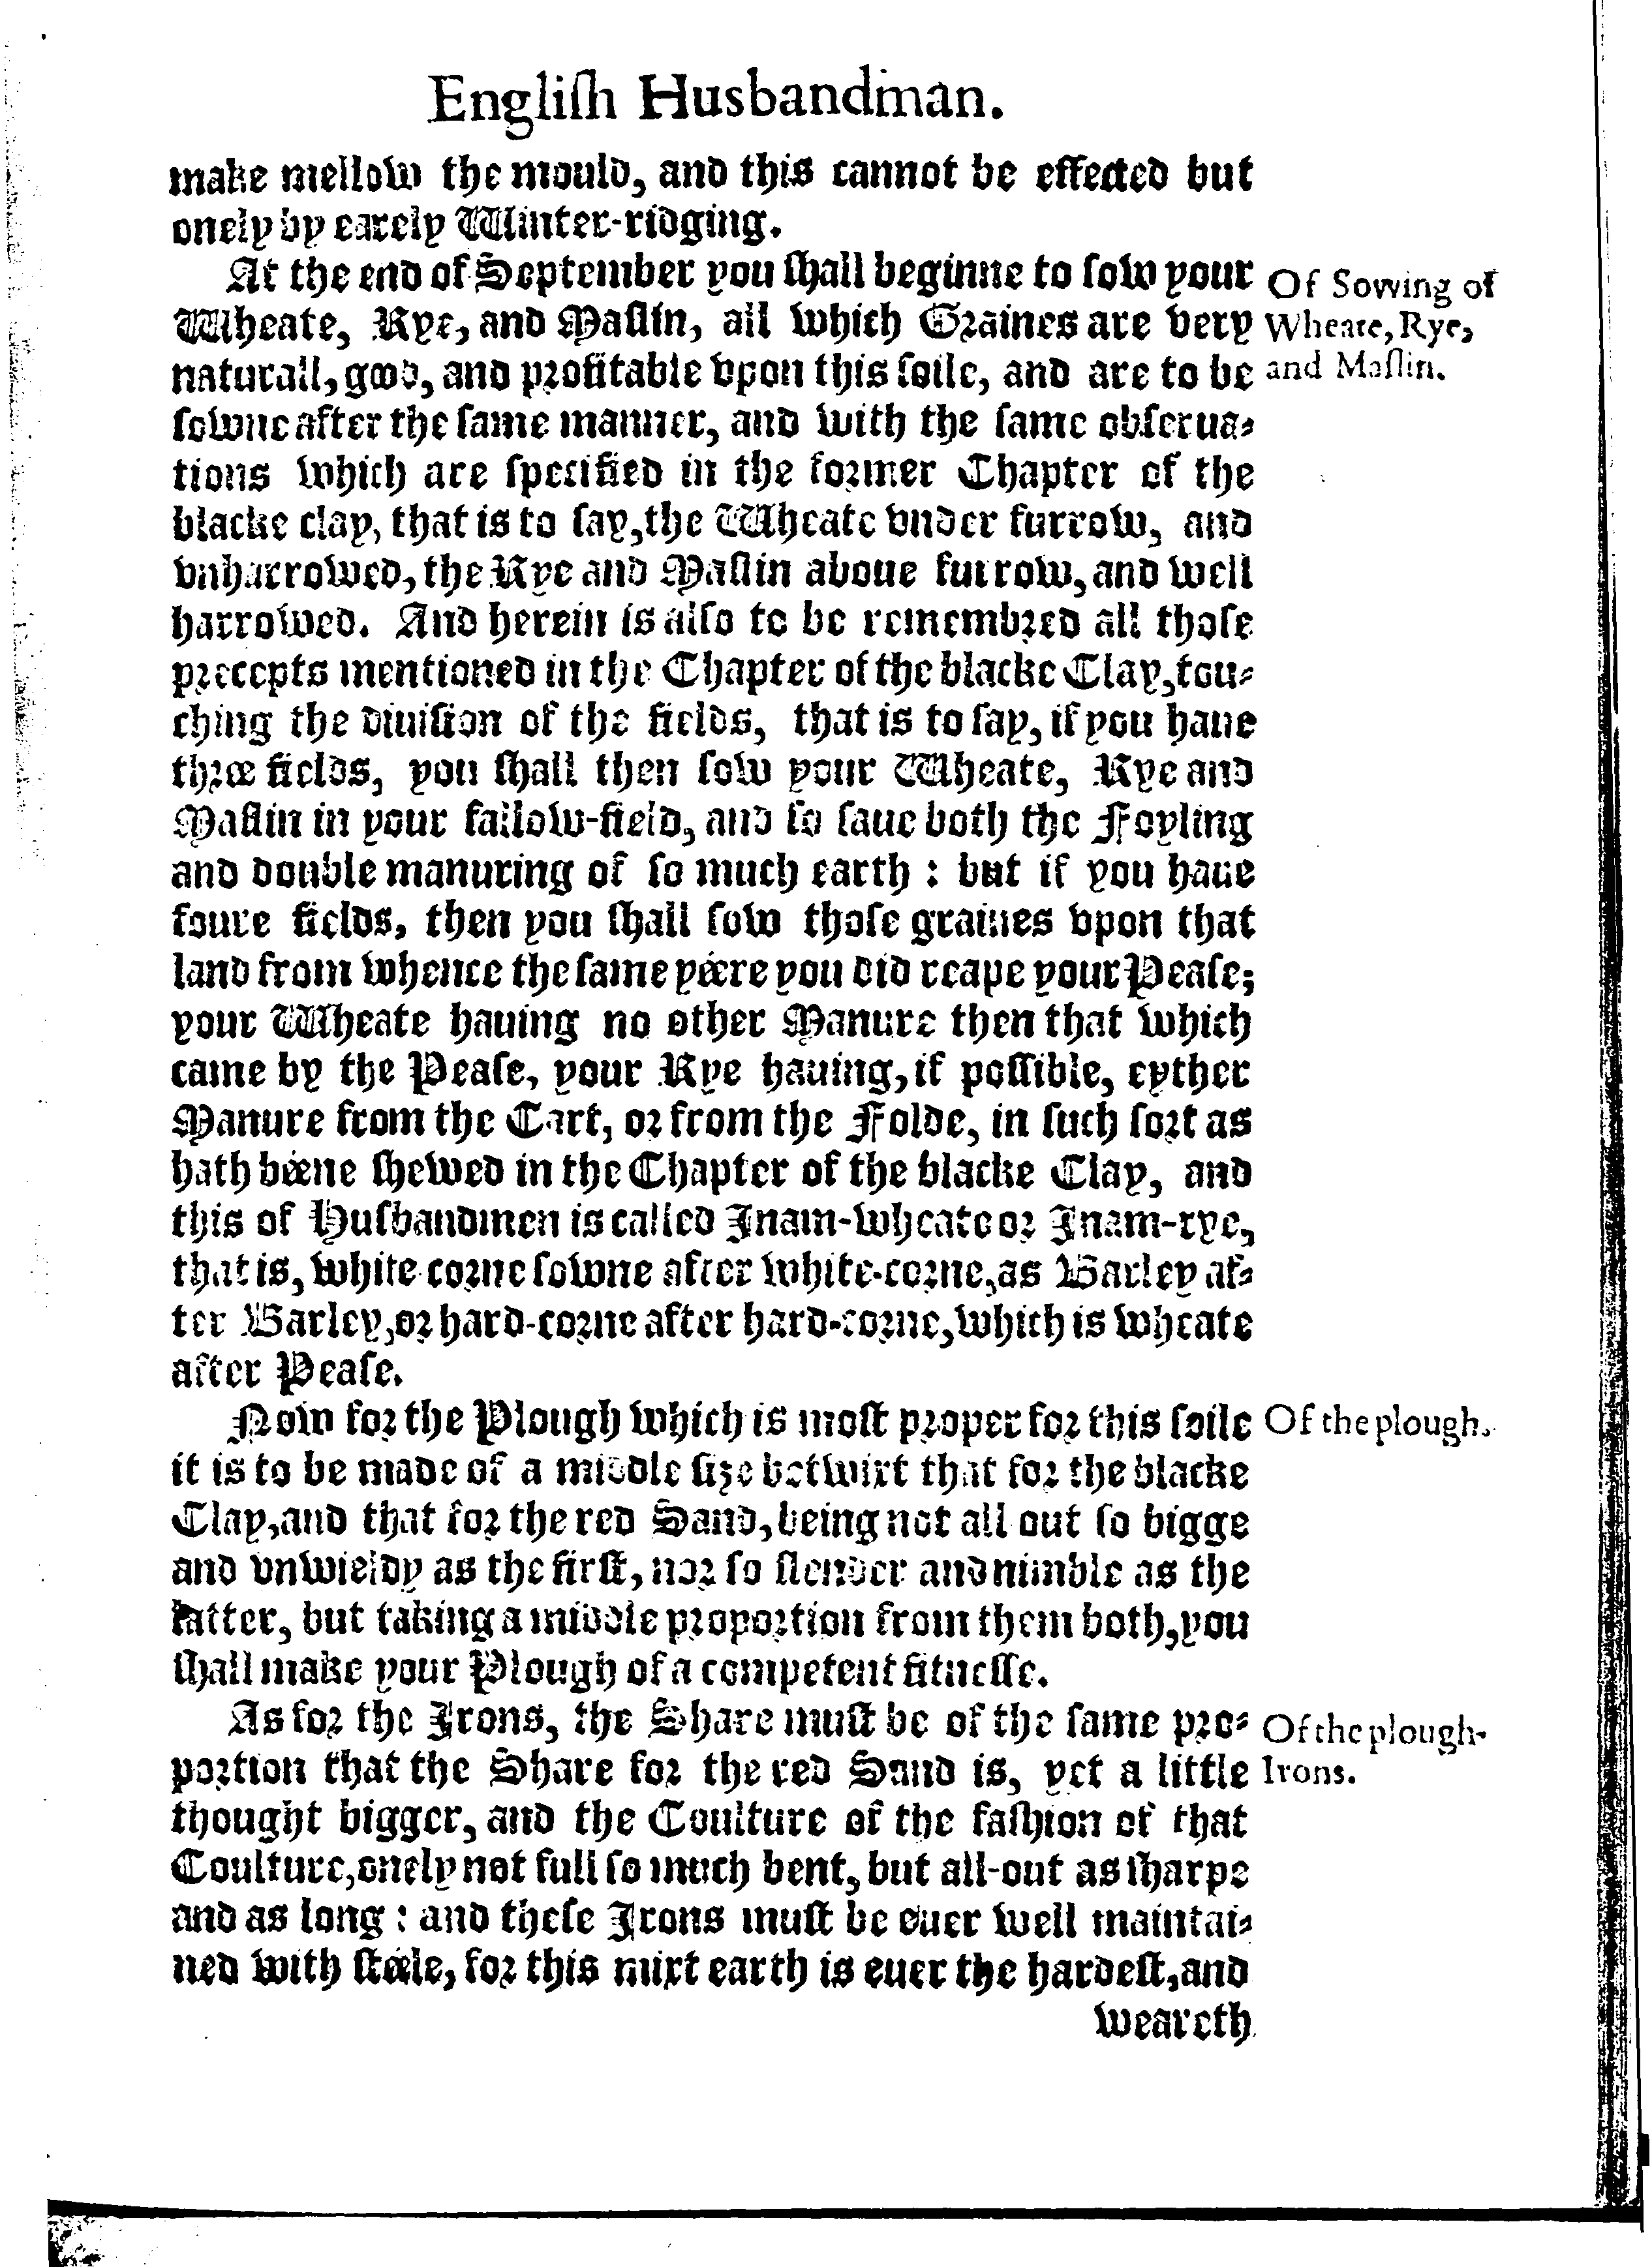 Engliſh Husbandman.
make mellow the mould, and this cannot be effected but
onely by earely Winter-ridging.
At the end of September you ſhall beginne to ſow your
Wheate, Rye, and Maſlin, all which Graines are very
naturall, good, and profitable vpon this ſoile, and are to be
ſowne after the ſame manner, and with the ſame obſerua-
tions which are ſpecified in the former Chapter of the
blacke clay, that is to ſay, the Wheate vnder furrow, and
vnharrowed, the Rye and Maſlin aboue furrow, and well
harrowed. And herein is alſo to be remembred all thoſe
precepts mentioned in the Chapter of the blacke Clay, tou-
ching the diuiſion of the fields, that is to ſay, if you haue
three fields, you ſhall then ſow your Wheate, Rye and
Maſlin in your fallow-field, and ſo ſaue both the Foyling
and double manuring of ſo much earth : but if you haue
foure fields, then you ſhall ſow thoſe graines vpon that
land from whence the ſame yéere you did reape your Peaſe;
your Wheate hauing no other Manure then that which
came by the Peaſe, your Rye hauing, if poſſible, eyther
Manure from the Cart, or from the Folde, in ſuch ſort as
hath béene ſhewed in the Chapter of the blacke Clay, and
this of Huſbandmen is called Inam-wheate or Inam-rye,
that is, white-corne ſowne after white-corne, as Barley af-
ter Barley, or hard-corne after hard-corne, which is wheate
after Peaſe.
Now for the Plough which is moſt proper for this ſoile
it is to be made of a middle ſize betwixt that for the blacke
Clay, and that for the red Sand, being not all out ſo bigge
and vnwieldy as the firſt, nor ſo ſlender and nimble as the
latter, but taking a middle proportion from them both, you
ſhall make your Plough of a competent fitneſſe.
As for the Irons, the Share muſt be of the ſame pro-
portion that the Share for the red Sand is, yet a little
thought bigger, and the Coulture of the faſhion of that
Coulture, onely not full ſo much bent, but all-out as ſharpe
and as long : and theſe Irons muſt be euer well maintai-
ned with ſtéele, for this mixt earth is euer the hardeſt, and
weareth
Of Sowing of
Wheate, Rye,
and Maſlin.
Of the plough.
Of the plough-
Irons.